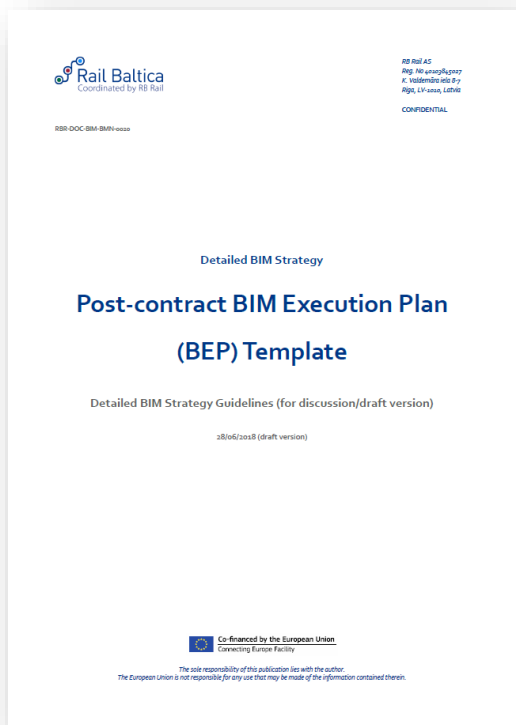 Rail Baltica
Coordinated by RB Rail
RB Rail AS
Reg. No 40103845027
K. Valdemāra iela 8-7
Riga, LV-1010, Latvia
CONFIDENTIAL
RBR-DOC-BIM-BMN-0020
Detailed BIM Strategy
Post-contract BIM Execution Plan
(BEP) Template
Detailed BIM Strategy Guidelines (for discussion/draft version)
28/06/2018 (draft version)
Co-financed by the European Union
Connecting Europe Facility
The sole responsibility of this publication lies with the author.
The European Union is not responsible for any use that may be made of the information contained therein.